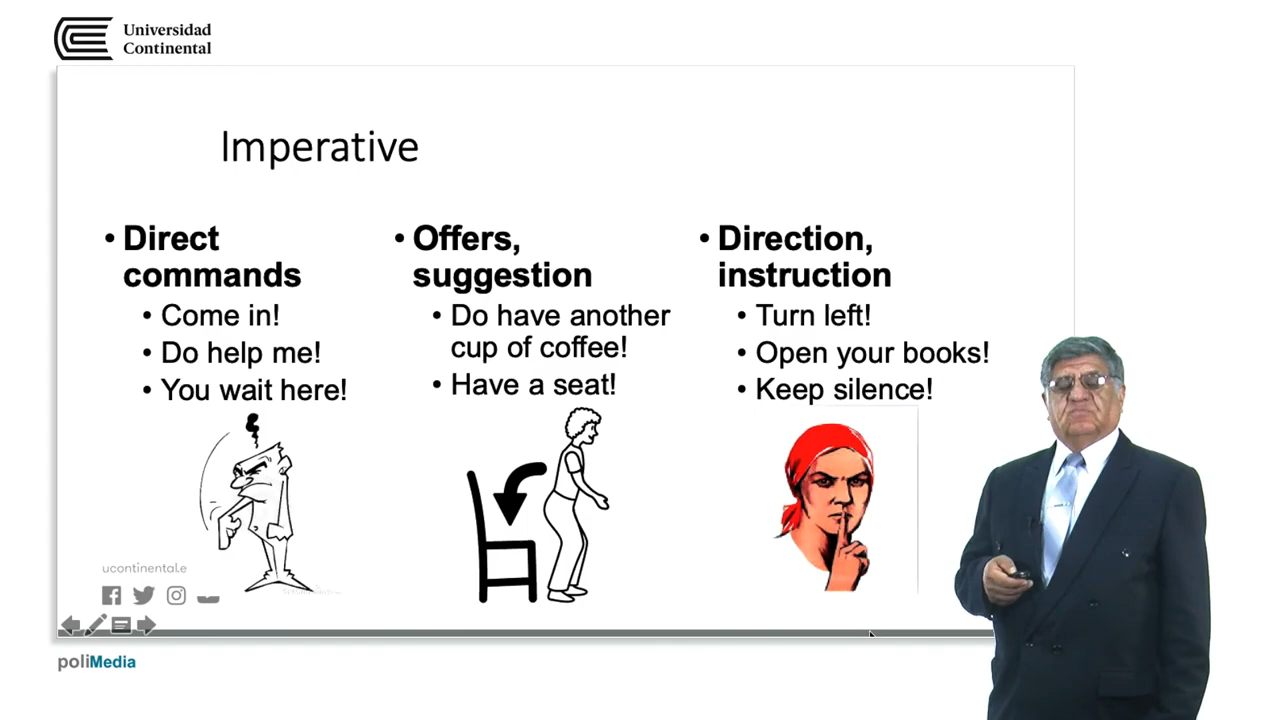 Universidad
Continental
Imperative
• Direct
commands
• Come in!
• Do help me!
• You wait here!
• Offers,
suggestion
• Do have another
cup of coffee!
• Have a seat!
• Direction,
instruction
• Turn left!
• Open your books!
• Keep silence!
ucontinental.e
poliMedia